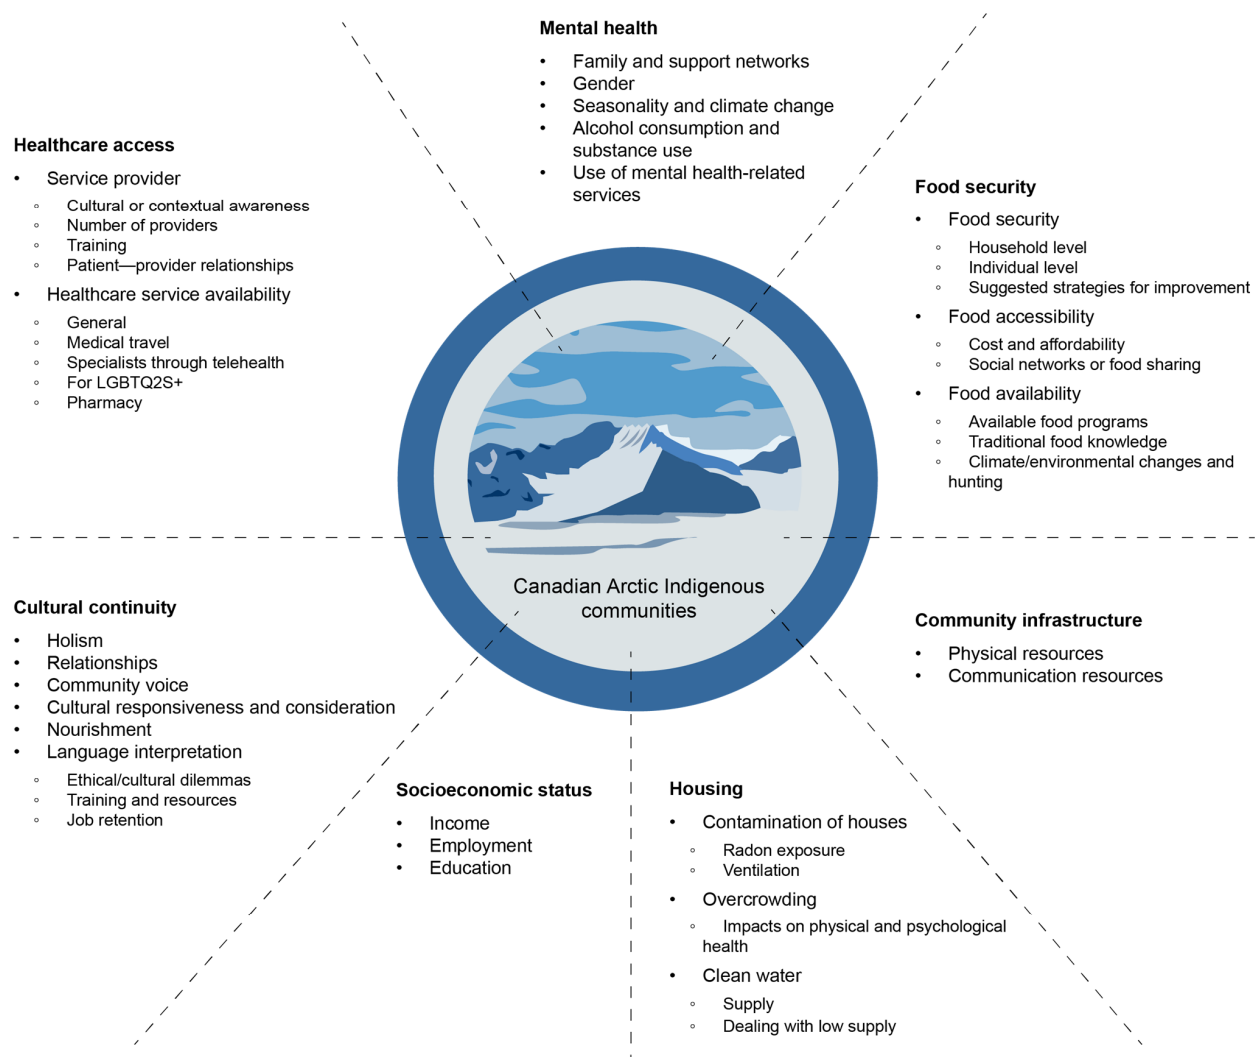 Mental health
• Family and support networks
• Gender
• Seasonality and climate change
• Alcohol consumption and
substance use
• Use of mental health-related
services
Healthcare access
• Service provider
◦ Cultural or contextual awareness
◦ Number of providers
◦ Training
◦ Patient—provider relationships
• Healthcare service availability
◦ General
◦ Medical travel
◦ Specialists through telehealth
◦ For LGBTQ2S+
◦ Pharmacy
Food security
• Food security
◦ Household level
◦ Individual level
◦ Suggested strategies for improvement
• Food accessibility
◦ Cost and affordability
◦ Social networks or food sharing
• Food availability
◦ Available food programs
◦ Traditional food knowledge
◦ Climate/environmental changes and
hunting
Canadian Arctic Indigenous
communities
Cultural continuity
• Holism
• Relationships
• Community voice
• Cultural responsiveness and consideration
• Nourishment
• Language interpretation
◦ Ethical/cultural dilemmas
◦ Training and resources
◦ Job retention
Community infrastructure
• Physical resources
• Communication resources
Socioeconomic status
• Income
• Employment
• Education
Housing
• Contamination of houses
◦ Radon exposure
◦ Ventilation
• Overcrowding
◦ Impacts on physical and psychological
health
• Clean water
◦ Supply
◦ Dealing with low supply